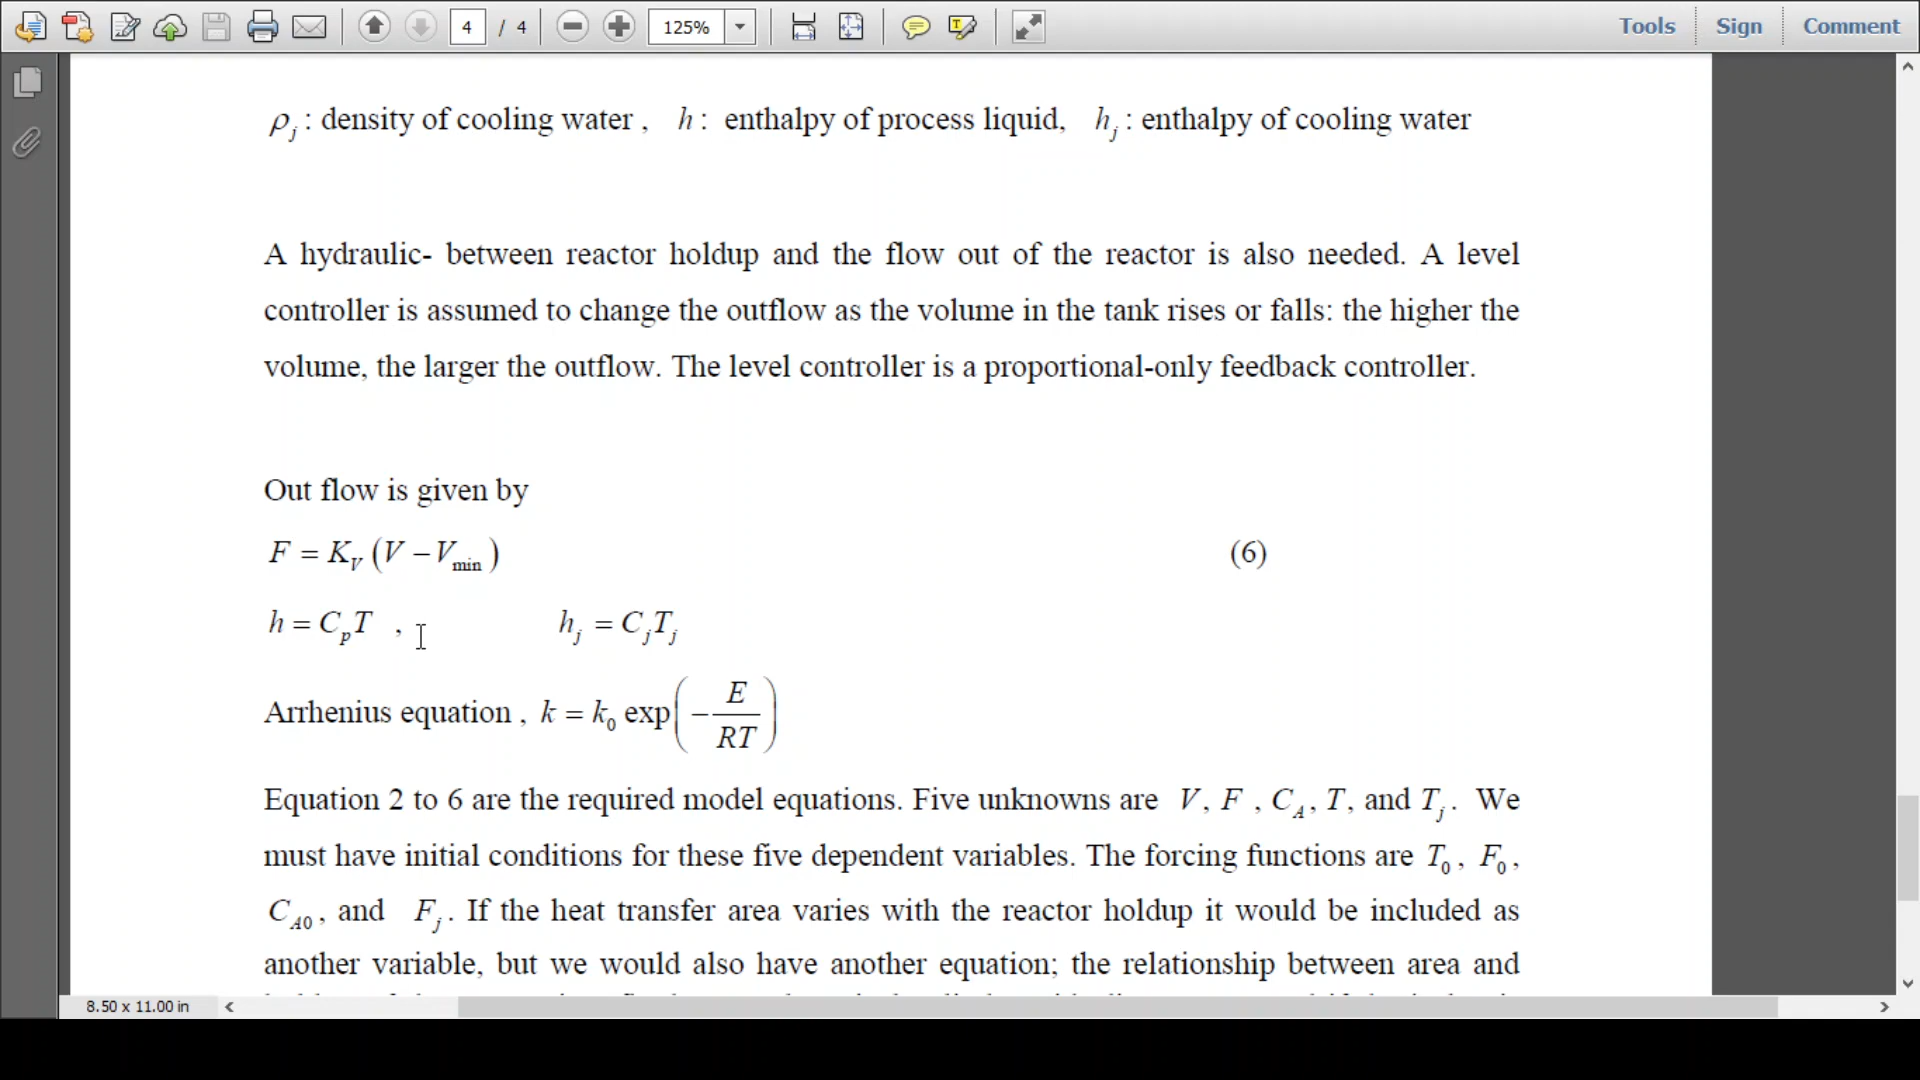 4 / 4 125% Tools Sign Comment
ρj : density of cooling water , h : enthalpy of process liquid, hj : enthalpy of cooling water
A hydraulic- between reactor holdup and the flow out of the reactor is also needed. A level
controller is assumed to change the outflow as the volume in the tank rises or falls: the higher the
volume, the larger the outflow. The level controller is a proportional-only feedback controller.
Out flow is given by
F = KV (V − Vmin) (6)
h = CpT , hj = CjTj
Arrhenius equation , k = k0 exp(− E/RT)
Equation 2 to 6 are the required model equations. Five unknowns are V, F , CA, T, and Tj. We
must have initial conditions for these five dependent variables. The forcing functions are T0, F0,
CA0, and Fj. If the heat transfer area varies with the reactor holdup it would be included as
another variable, but we would also have another equation; the relationship between area and
8.50 x 11.00 in